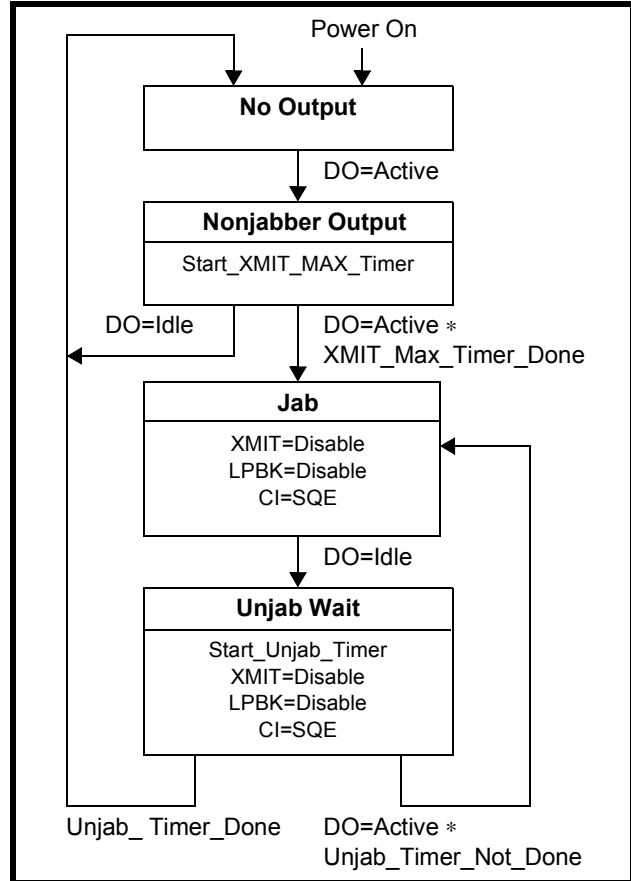 Power On
No Output
DO=Active
Nonjabber Output
Start_XMIT_MAX_Timer
DO=Idle
DO=Active *
XMIT_Max_Timer_Done
Jab
XMIT=Disable
LPBK=Disable
CI=SQE
DO=Idle
Unjab Wait
Start_Unjab_Timer
XMIT=Disable
LPBK=Disable
CI=SQE
Unjab_ Timer_Done
DO=Active *
Unjab_Timer_Not_Done